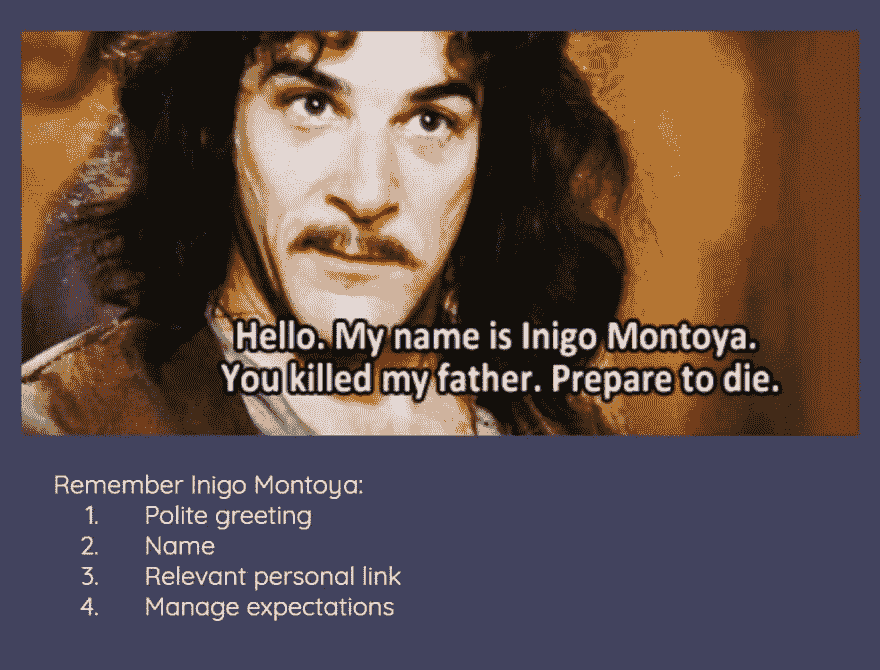 Hello. My name is Inigo Montoya.
You killed my father. Prepare to die.
Remember Inigo Montoya:
1. Polite greeting
2. Name
3. Relevant personal link
4. Manage expectations